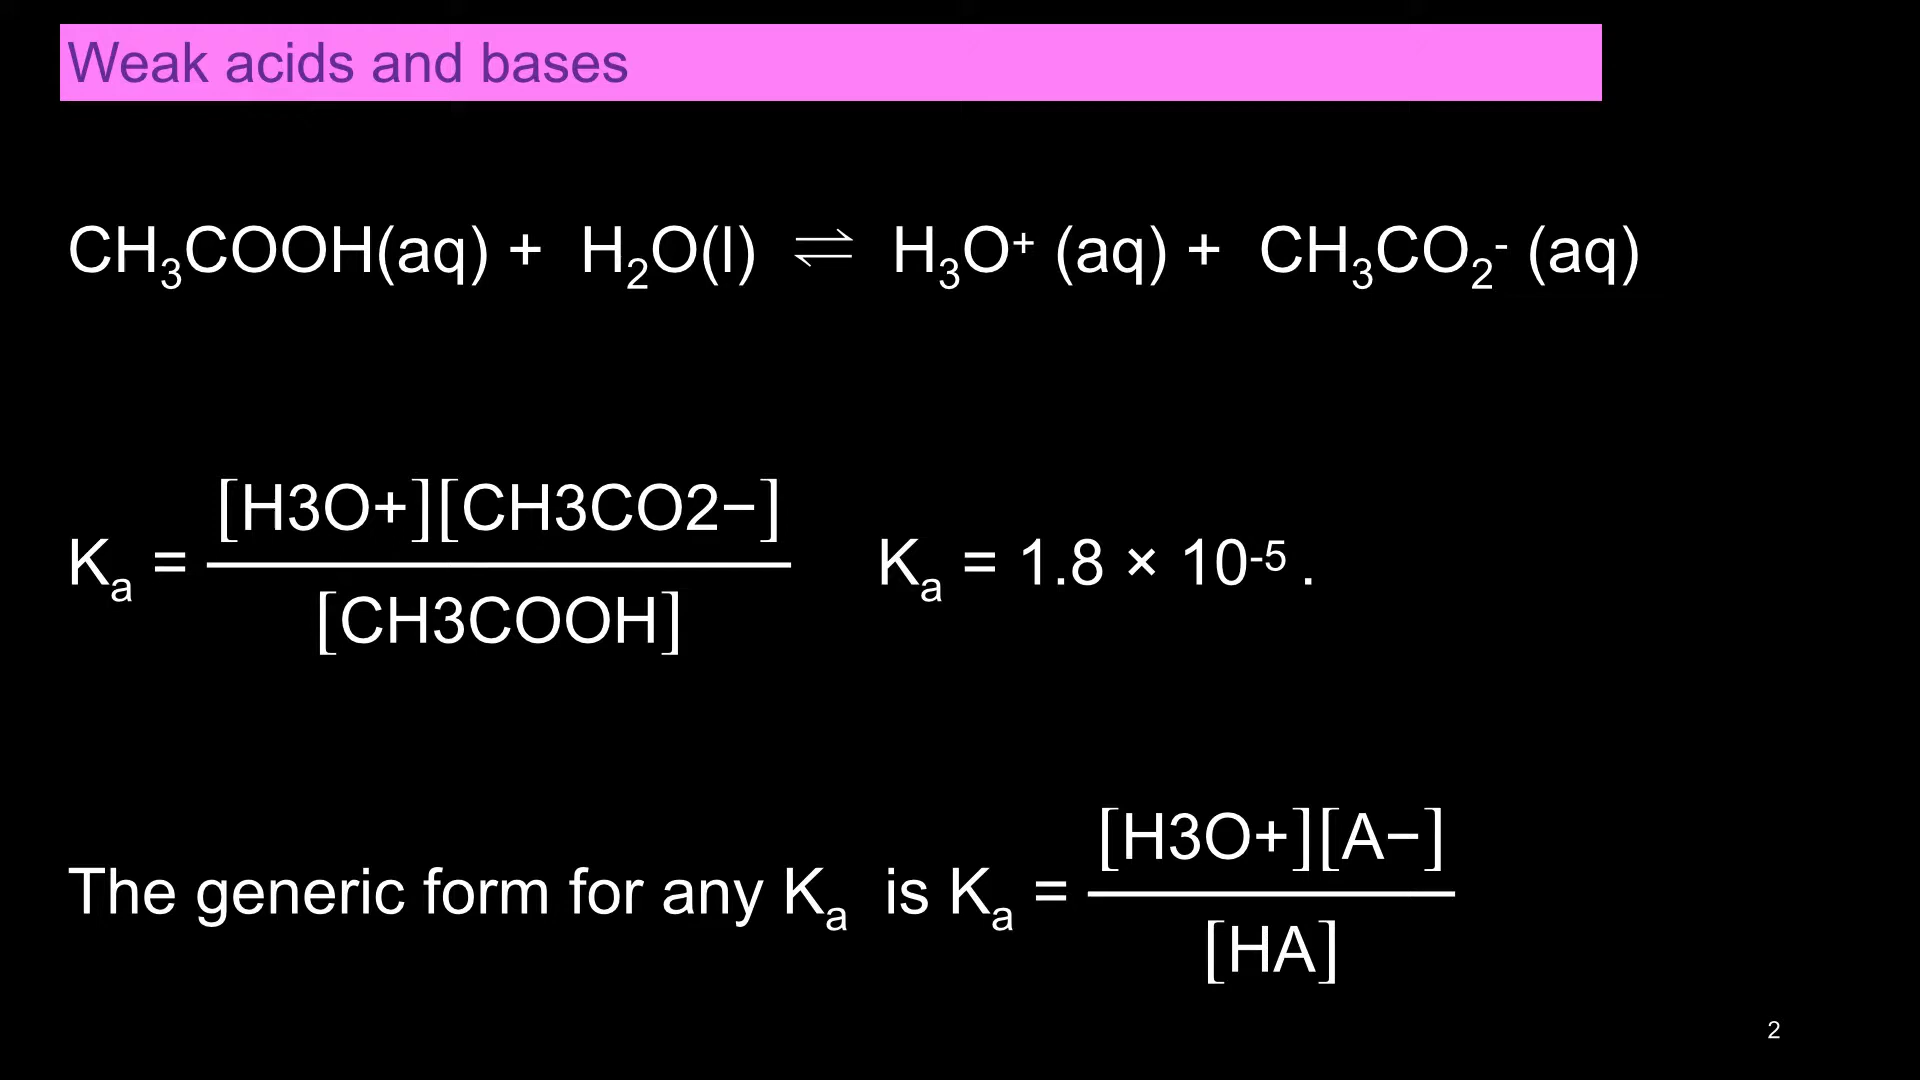 Weak acids and bases
CH₃COOH(aq) + H₂O(l) ⇌ H₃O⁺ (aq) + CH₃CO₂⁻ (aq)
[H3O+][CH3CO2−]
Kₐ = Kₐ = 1.8 × 10⁻⁵ .
[CH3COOH]
[H3O+][A−]
The generic form for any Kₐ is Kₐ =
[HA]
2